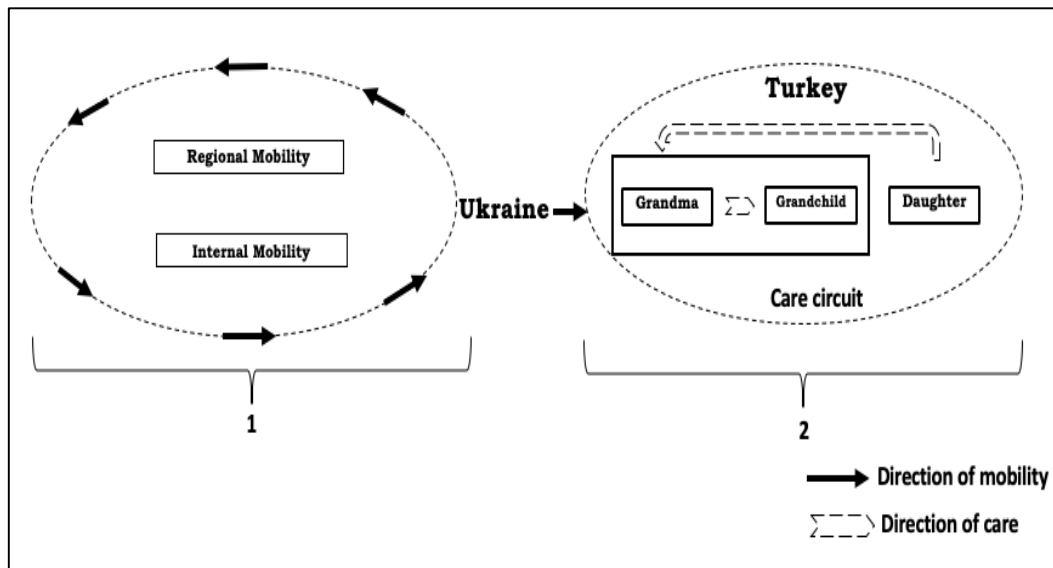 Regional Mobility
Internal Mobility
1
Ukraine
Turkey
Grandma
Grandchild
Daughter
Care circuit
2
Direction of mobility
Direction of care